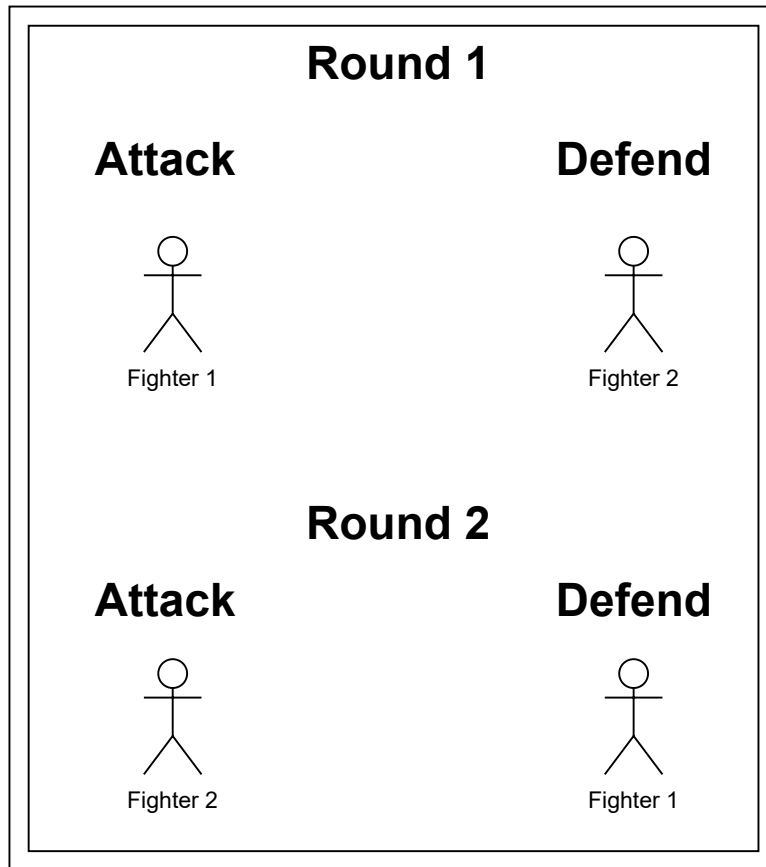 Round 1
Attack Defend
Fighter 1 Fighter 2
Round 2
Attack Defend
Fighter 2 Fighter 1